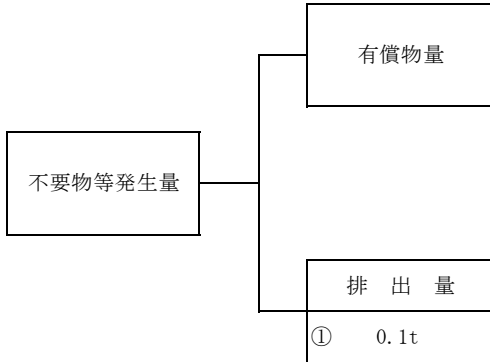 有償物量
不要物等発生量
排 出 量
① 0.1t